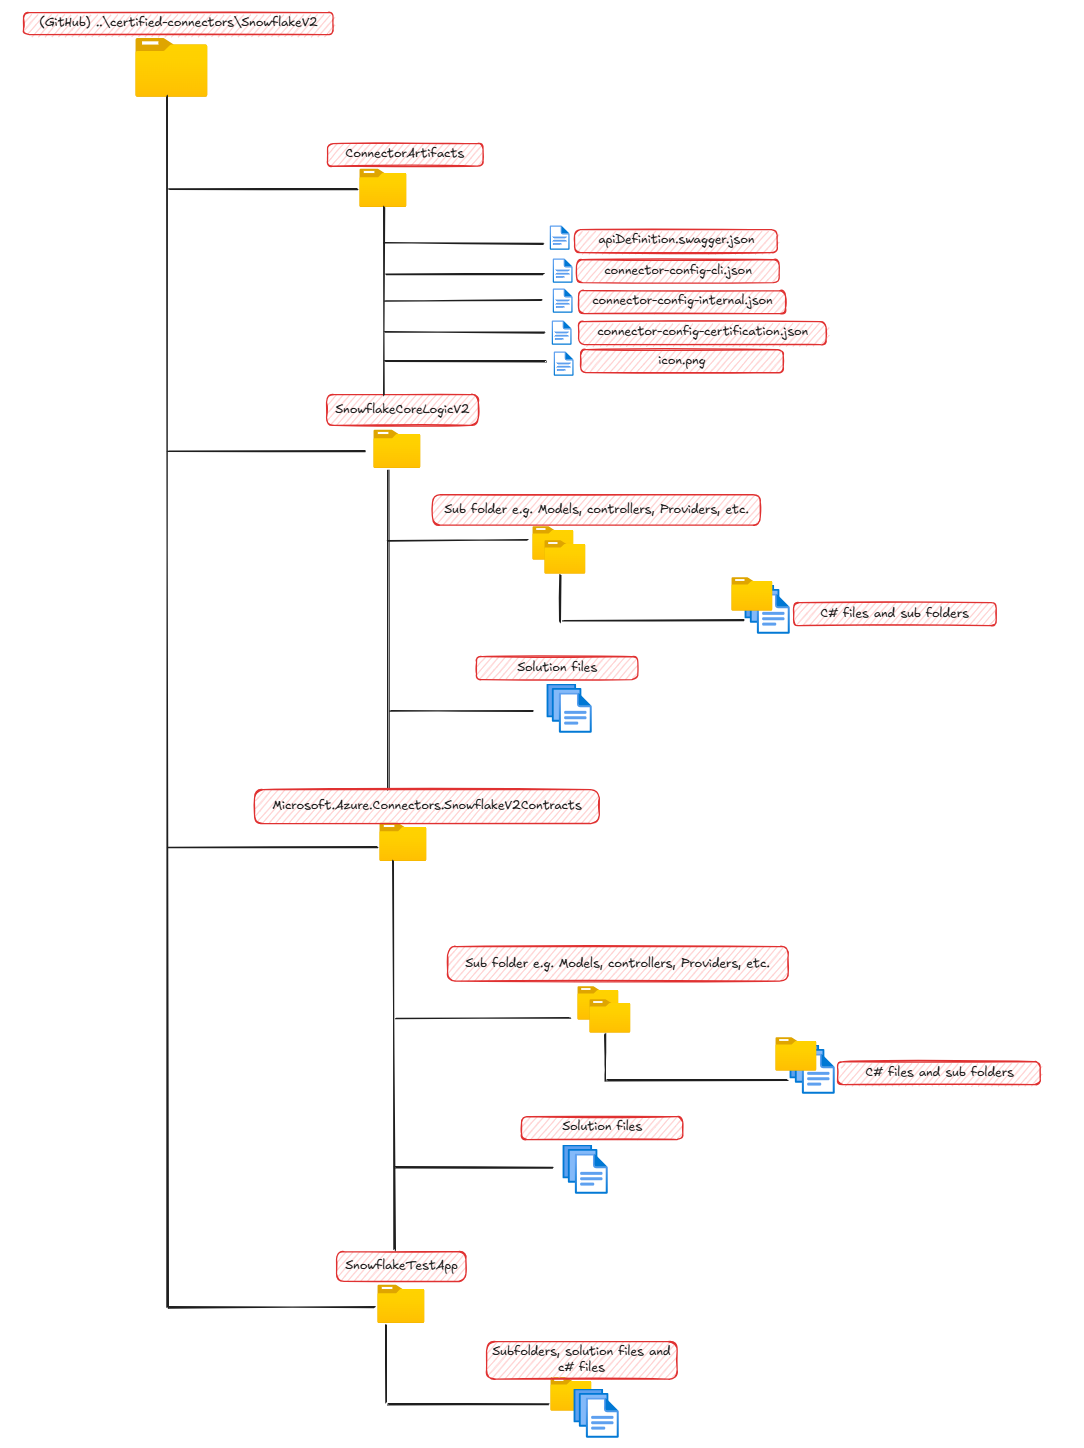 (GitHub) ..\certified-connectors\SnowflakeV2
ConnectorArtifacts
apiDefinition.swagger.json
connector-config-cli.json
connector-config-internal.json
connector-config-certification.json
icon.png
SnowflakeCoreLogicV2
Sub folder e.g. Models, controllers, Providers, etc.
C# files and sub folders
Solution files
Microsoft.Azure.Connectors.SnowflakeV2Contracts
Sub folder e.g. Models, controllers, Providers, etc.
C# files and sub folders
Solution files
SnowflakeTestApp
Subfolders, solution files and
c# files